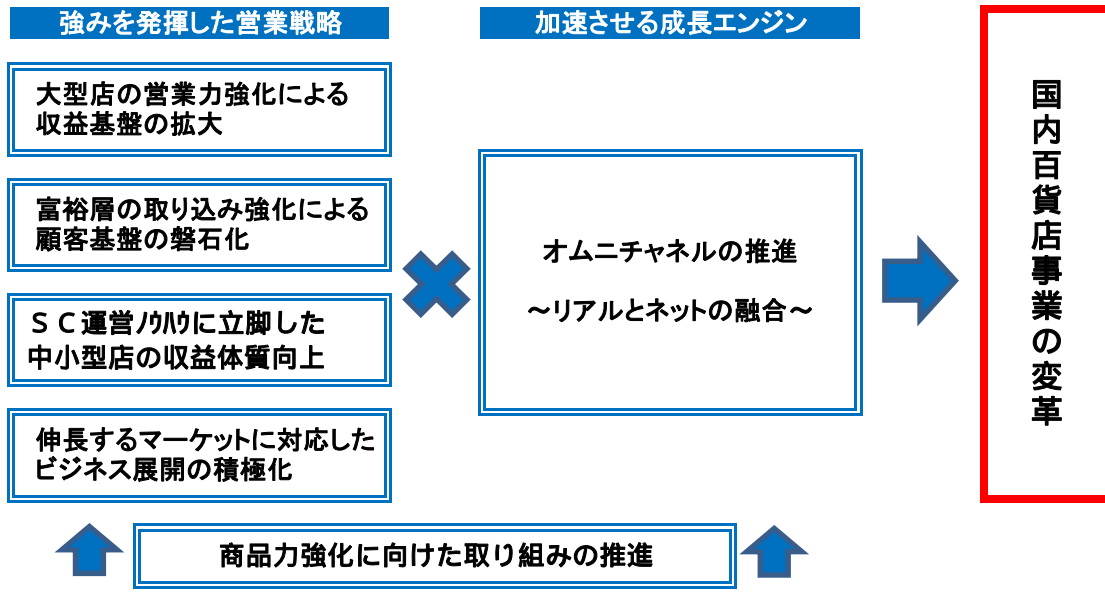 強みを発揮した営業戦略
大型店の営業力強化による
収益基盤の拡大
富裕層の取り込み強化による
顧客基盤の磐石化
ＳＣ運営ﾉｳﾊｳに立脚した
中小型店の収益体質向上
伸長するマーケットに対応した
ビジネス展開の積極化
加速させる成長エンジン
オムニチャネルの推進
～リアルとネットの融合～
国内百貨店事業の変革
商品力強化に向けた取り組みの推進